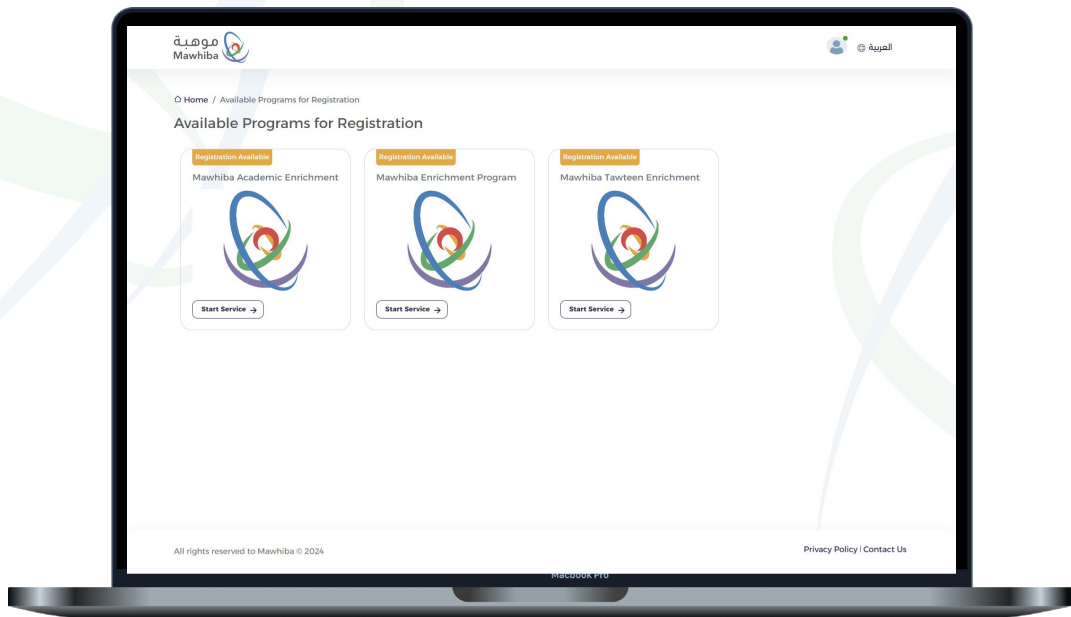 موهبة
Mawhiba
العربية
Home / Available Programs for Registration
Available Programs for Registration
Registration Available
Mawhiba Academic Enrichment
Start Service →
Registration Available
Mawhiba Enrichment Program
Start Service →
Registration Available
Mawhiba Tawteen Enrichment
Start Service →
All rights reserved to Mawhiba © 2024
Privacy Policy | Contact Us
Macbook Pro